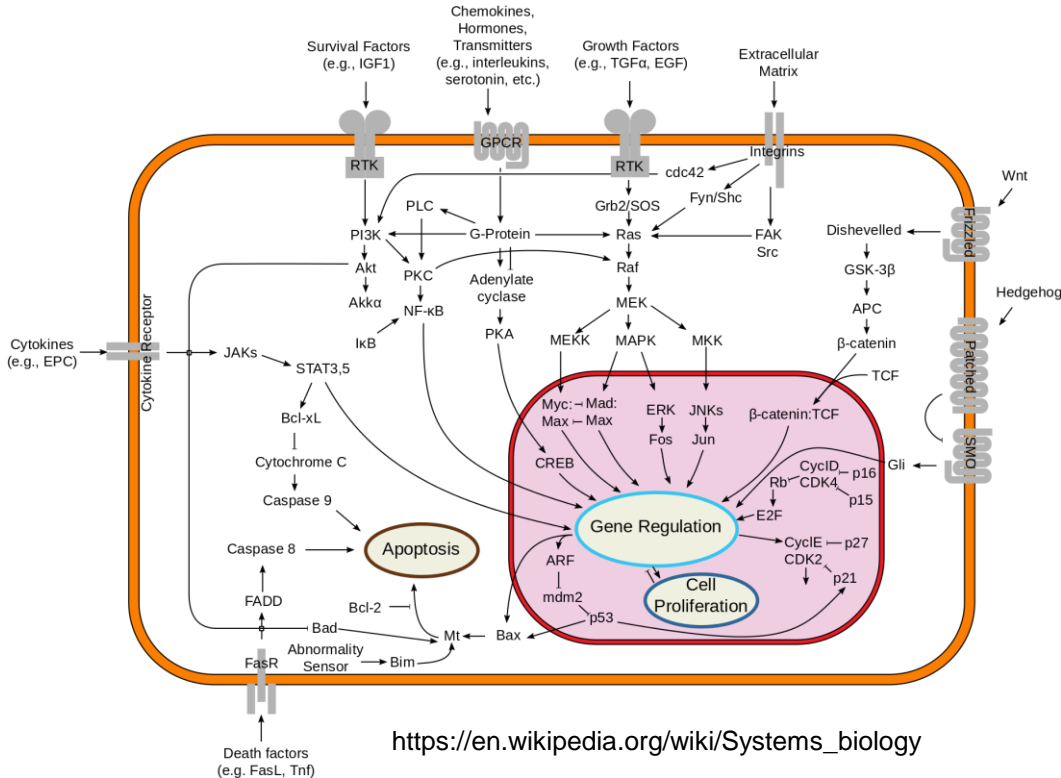 Chemokines,
Hormones,
Transmitters
(e.g., interleukins,
serotonin, etc.)
Survival Factors
(e.g., IGF1)
Growth Factors
(e.g., TGFα, EGF)
Extracellular
Matrix
GPCR
RTK
RTK
Integrins
cdc42
Wnt
PLC
Grb2/SOS
Fyn/Shc
Frizzled
PI3K
G-Protein
Ras
FAK
Src
Dishevelled
Akt
PKC
Adenylate
cyclase
Raf
GSK-3β
Akkα
NF-κB
MEK
APC
Hedgehog
IκB
PKA
MEKK
MAPK
MKK
β-catenin
Patched
Cytokines
(e.g., EPC)
Cytokine Receptor
JAKs
STAT3,5
TCF
Bcl-xL
Myc:
Max
Mad:
Max
ERK
JNKs
β-catenin:TCF
Fos
Jun
SMO
Cytochrome C
CREB
Gli
CycID
CDK4
p16
Rb
p15
Caspase 9
E2F
Gene Regulation
Caspase 8
Apoptosis
ARF
CyclE
CDK2
p27
p21
FADD
Bcl-2
mdm2
Cell
Proliferation
p53
Bad
Mt
Bax
FasR
Abnormality
Sensor
Bim
Death factors
(e.g. FasL, Tnf)
https://en.wikipedia.org/wiki/Systems_biology